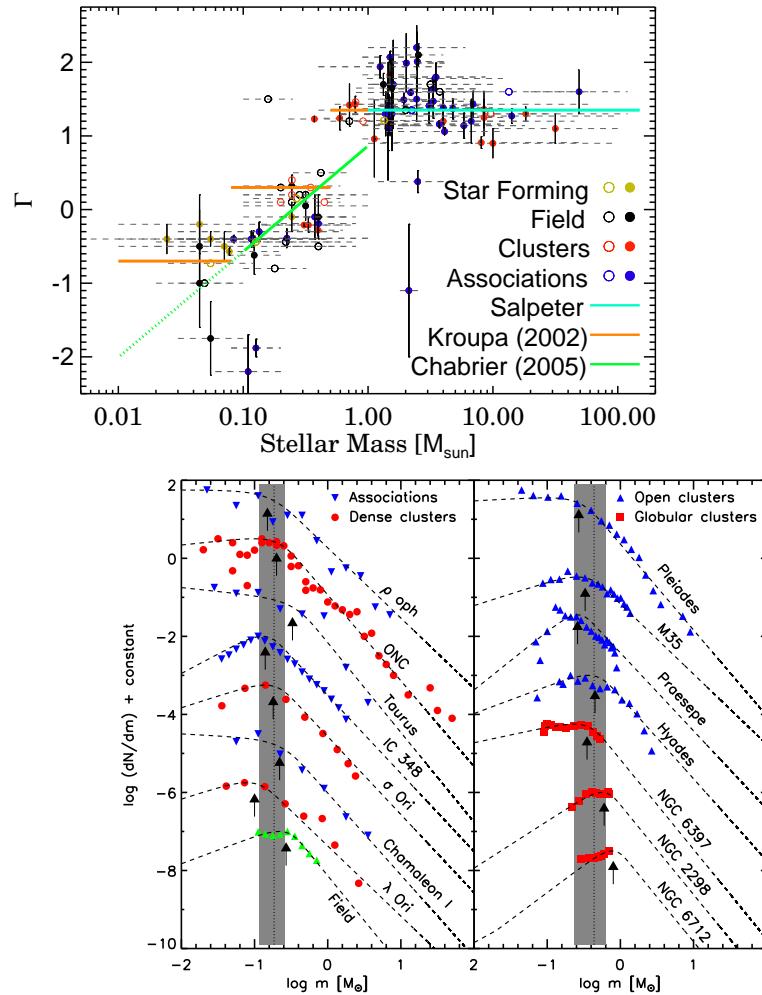 2
1
0
-1
-2
Γ
Star Forming
Field
Clusters
Associations
Salpeter
Kroupa (2002)
Chabrier (2005)
0.01 0.10 1.00 10.00 100.00
Stellar Mass [M_sun]
2
0
-2
-4
-6
-8
-10
log (dN/dm) + constant
Associations
Dense clusters
ρ oph
ONC
Taurus
IC 348
σ Ori
Chamaleon I
λ Ori
Field
-2 -1 0 1
log m [M⊙]
Open clusters
Globular clusters
Pleiades
M35
Praesepe
Hyades
NGC 6397
NGC 2298
NGC 6712
-2 -1 0 1
log m [M⊙]